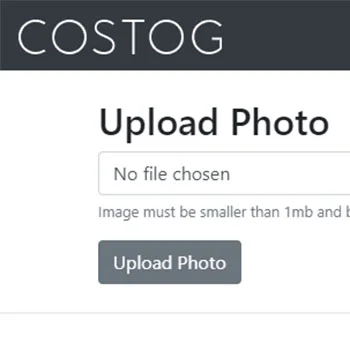 COSTOG
Upload Photo
No file chosen
Image must be smaller than 1mb and
Upload Photo